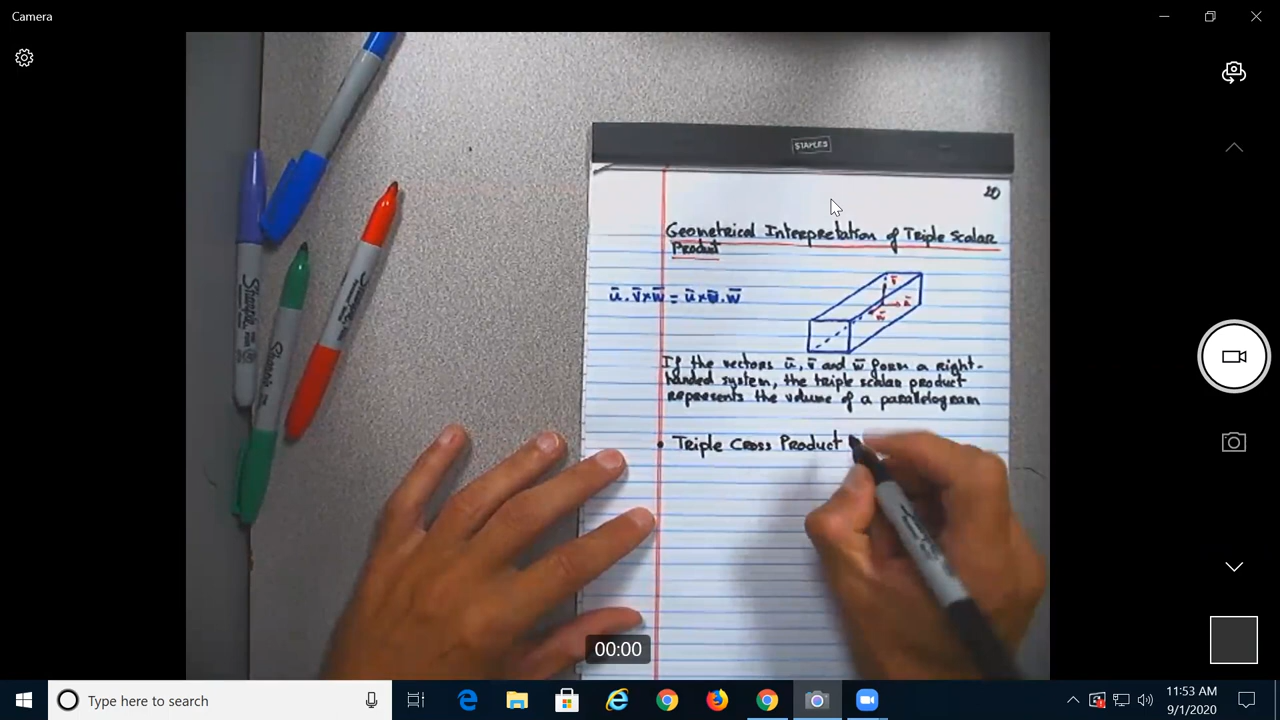 Camera
STAPLES
20
Geometrical Interpretation of Triple Scalar
Product
ū . v̄ × w̄ = ū × v̄ . w̄
v̄
ū
w̄
If the vectors ū, v̄ and w̄ form a right-
handed system, the triple scalar product
represents the volume of a parallelogram
• Triple Cross Product
Sharpie
00:00
Type here to search
11:53 AM
9/1/2020